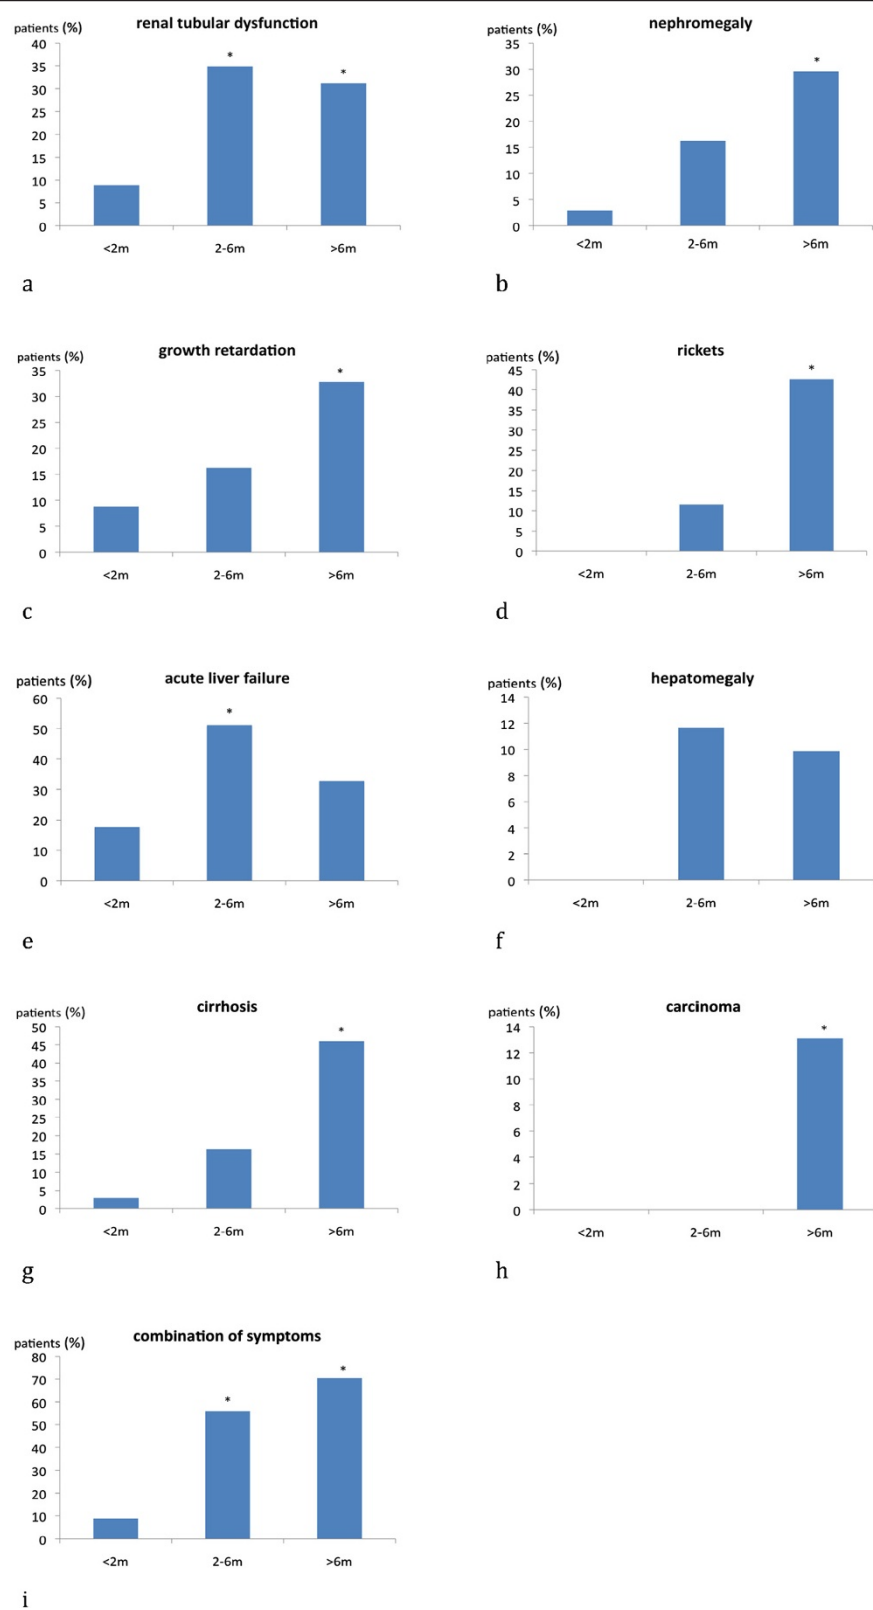 renal tubular dysfunction
patients (%)
40
35
30
25
20
15
10
5
0
*
*
<2m
2-6m
>6m
a
nephromegaly
patients (%)
35
30
25
20
15
10
5
0
*
<2m
2-6m
>6m
b
growth retardation
patients (%)
35
30
25
20
15
10
5
0
*
<2m
2-6m
>6m
c
rickets
patients (%)
45
40
35
30
25
20
15
10
5
0
*
<2m
2-6m
>6m
d
acute liver failure
patients (%)
60
50
40
30
20
10
0
*
<2m
2-6m
>6m
e
hepatomegaly
patients (%)
14
12
10
8
6
4
2
0
<2m
2-6m
>6m
f
cirrhosis
patients (%)
50
45
40
35
30
25
20
15
10
5
0
*
<2m
2-6m
>6m
g
carcinoma
patients (%)
14
12
10
8
6
4
2
0
*
<2m
2-6m
>6m
h
combination of symptoms
patients (%)
80
70
60
50
40
30
20
10
0
*
*
<2m
2-6m
>6m
i